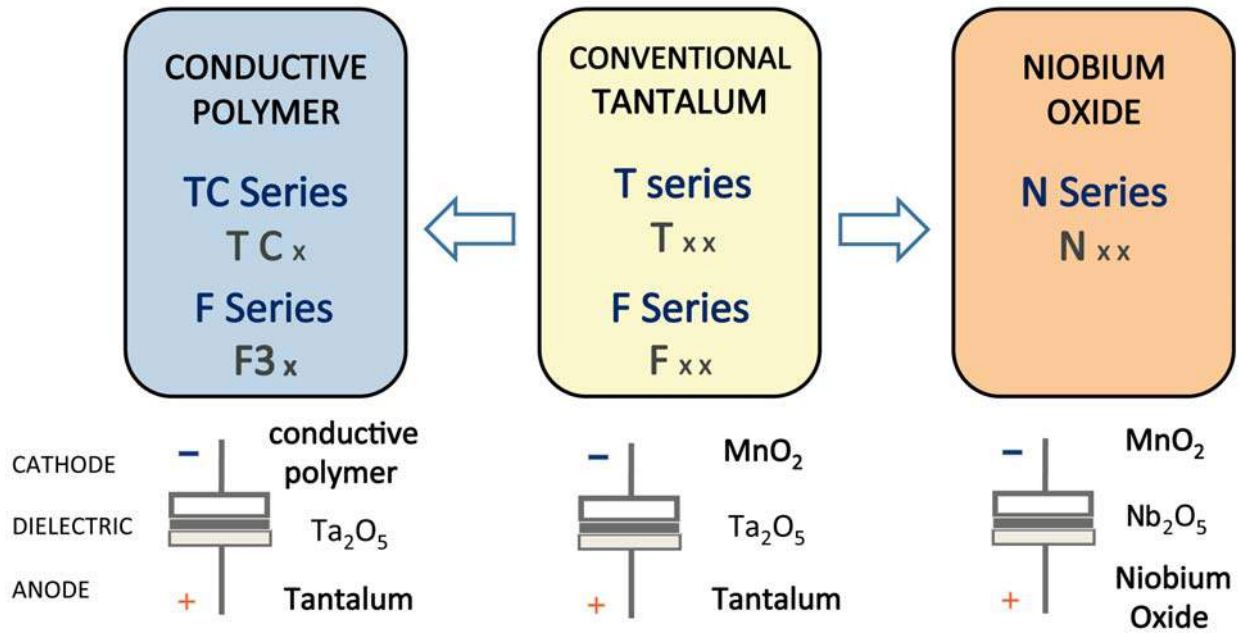 CONDUCTIVE
POLYMER
TC Series
T C x
F Series
F3 x
CONVENTIONAL
TANTALUM
T series
T x x
F Series
F x x
NIOBIUM
OXIDE
N Series
N x x
CATHODE
DIELECTRIC
ANODE
–
conductive
polymer
Ta₂O₅
+
Tantalum
–
MnO₂
Ta₂O₅
+
Tantalum
–
MnO₂
Nb₂O₅
+
Niobium
Oxide